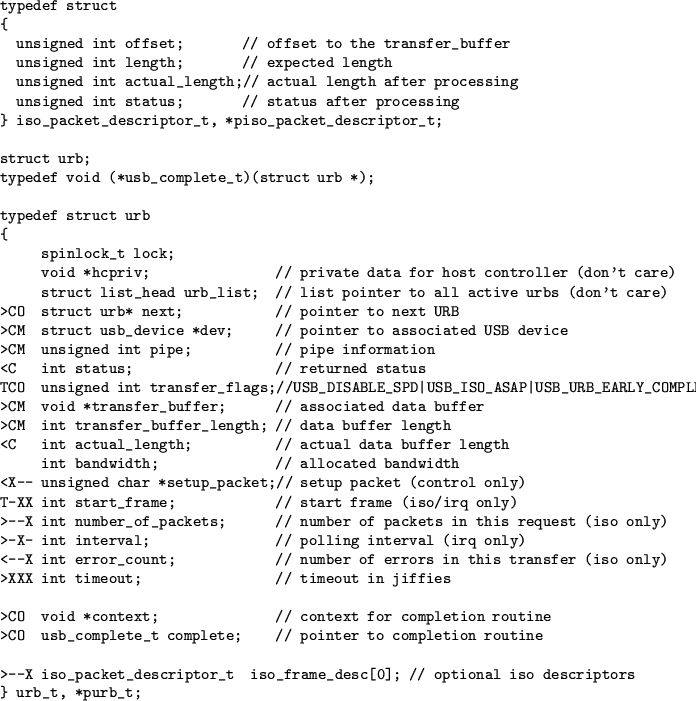 typedef struct
{
  unsigned int offset;       // offset to the transfer_buffer
  unsigned int length;       // expected length
  unsigned int actual_length;// actual length after processing
  unsigned int status;       // status after processing
} iso_packet_descriptor_t, *piso_packet_descriptor_t;

struct urb;
typedef void (*usb_complete_t)(struct urb *);

typedef struct urb
{
     spinlock_t lock;
     void *hcpriv;               // private data for host controller (don't care)
     struct list_head urb_list;  // list pointer to all active urbs (don't care)
>CO  struct urb* next;           // pointer to next URB
>CM  struct usb_device *dev;     // pointer to associated USB device
>CM  unsigned int pipe;          // pipe information
<C   int status;                 // returned status
TCO  unsigned int transfer_flags;//USB_DISABLE_SPD|USB_ISO_ASAP|USB_URB_EARLY_COMPL
>CM  void *transfer_buffer;      // associated data buffer
>CM  int transfer_buffer_length; // data buffer length
<C   int actual_length;          // actual data buffer length
     int bandwidth;              // allocated bandwidth
<X-- unsigned char *setup_packet;// setup packet (control only)
T-XX int start_frame;            // start frame (iso/irq only)
>--X int number_of_packets;      // number of packets in this request (iso only)
>-X- int interval;               // polling interval (irq only)
<--X int error_count;            // number of errors in this transfer (iso only)
>XXX int timeout;                // timeout in jiffies

>CO  void *context;              // context for completion routine
>CO  usb_complete_t complete;    // pointer to completion routine

>--X iso_packet_descriptor_t  iso_frame_desc[0]; // optional iso descriptors
} urb_t, *purb_t;